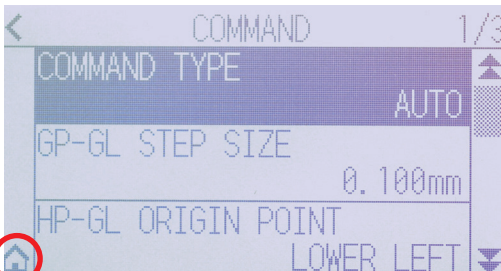 COMMAND 1/3
COMMAND TYPE
AUTO
GP-GL STEP SIZE
0.100mm
HP-GL ORIGIN POINT
LOWER LEFT